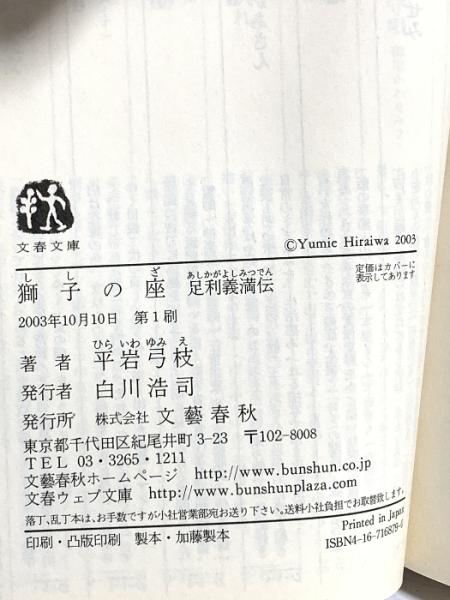 文春文庫
©Yumie Hiraiwa 2003
しし ざ あしかがよしみつでん
獅子の座 足利義満伝
定価はカバーに
表示してあります
2003年10月10日 第1刷
ひら いわ ゆみ え
著者 平岩弓枝
発行者 白川浩司
発行所 株式会社 文藝春秋
東京都千代田区紀尾井町3-23 〒102-8008
TEL 03・3265・1211
文藝春秋ホームページ http://www.bunshun.co.jp
文春ウェブ文庫 http://www.bunshunplaza.com
落丁、乱丁本は、お手数ですが小社営業部宛お送り下さい。送料小社負担でお取替致します。
印刷・凸版印刷 製本・加藤製本
Printed in Japan
ISBN4-16-716879-